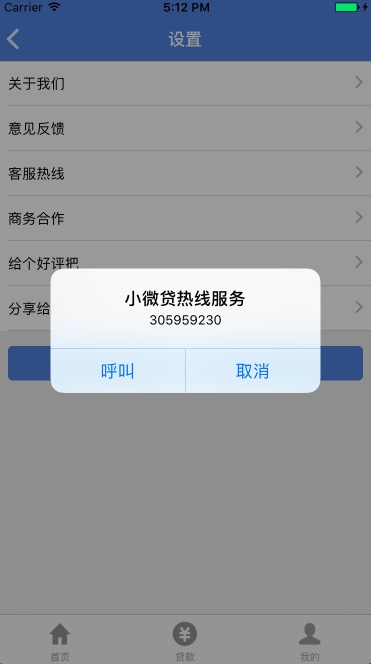 Carrier 5:12 PM
设置
关于我们
意见反馈
客服热线
商务合作
给个好评把
分享给
小微贷热线服务
305959230
呼叫 取消
首页 贷款 我的